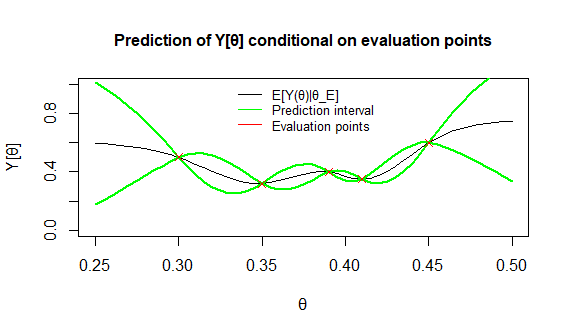 Prediction of Y[θ] conditional on evaluation points
E[Y(θ)|θ_E]
Prediction interval
Evaluation points
Y[θ]
0.8
0.4
0.0
0.25 0.30 0.35 0.40 0.45 0.50
θ